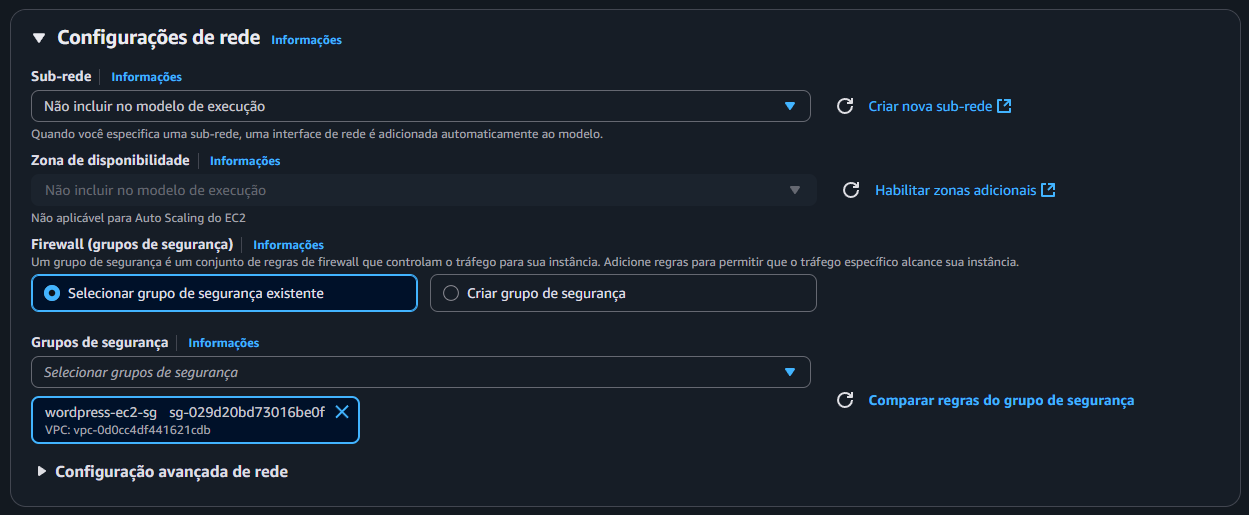 Configurações de rede Informações
Sub-rede Informações
Não incluir no modelo de execução
Criar nova sub-rede
Quando você especifica uma sub-rede, uma interface de rede é adicionada automaticamente ao modelo.
Zona de disponibilidade Informações
Não incluir no modelo de execução
Habilitar zonas adicionais
Não aplicável para Auto Scaling do EC2
Firewall (grupos de segurança) Informações
Um grupo de segurança é um conjunto de regras de firewall que controlam o tráfego para sua instância. Adicione regras para permitir que o tráfego específico alcance sua instância.
Selecionar grupo de segurança existente
Criar grupo de segurança
Grupos de segurança Informações
Selecionar grupos de segurança
wordpress-ec2-sg sg-029d20bd73016be0f
VPC: vpc-0d0cc4df441621cdb
Comparar regras do grupo de segurança
Configuração avançada de rede